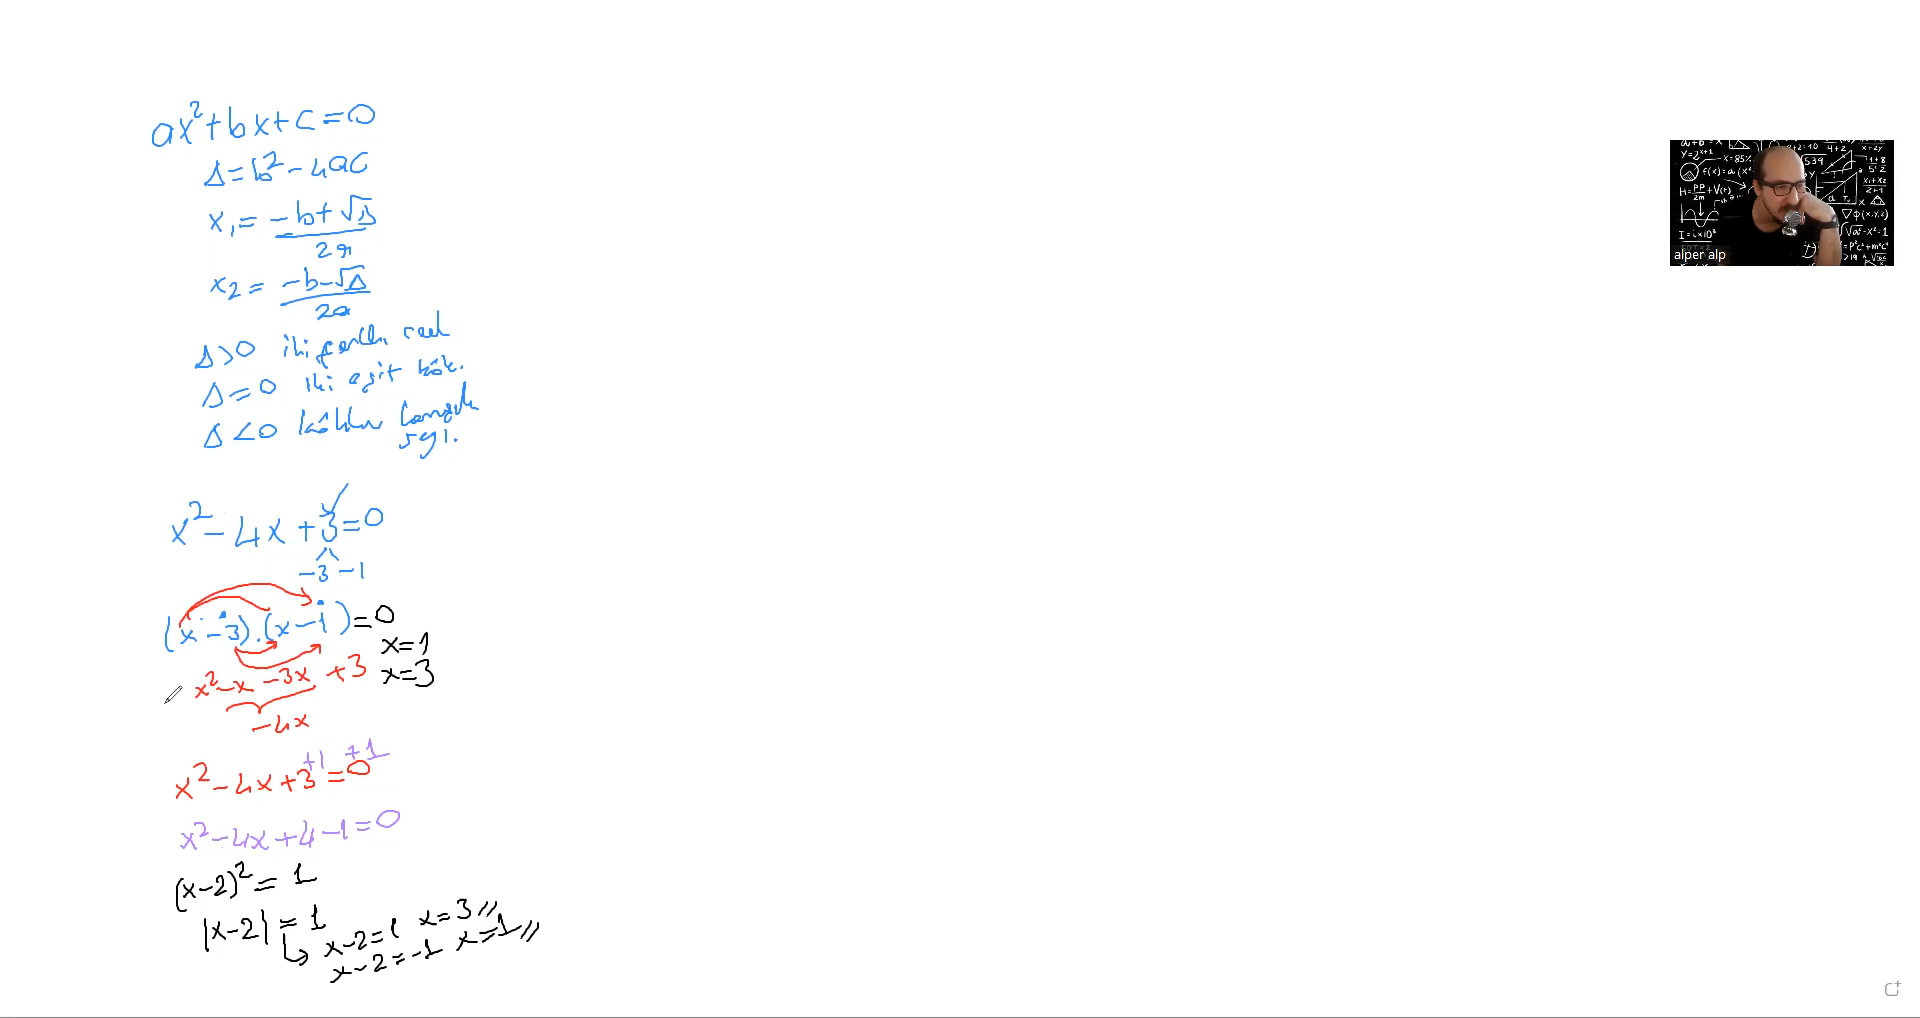 ax²+bx+c=0
Δ=b²-4ac
x₁= -b+√Δ / 2a
x₂= -b-√Δ / 2a
Δ>0 iki farklı reel
Δ=0 iki eşit kök.
Δ<0 kökler
sayı.
x²-4x+3=0
-3 -1
(x-3).(x-1)=0
x=1
x²-x-3x+3 x=3
-4x
+1 +1
x²-4x+3=0
x²-4x+4-1=0
(x-2)²=1
|x-2|=1
x-2=1 x=3//
x-2=-1 x=1//
alper alp